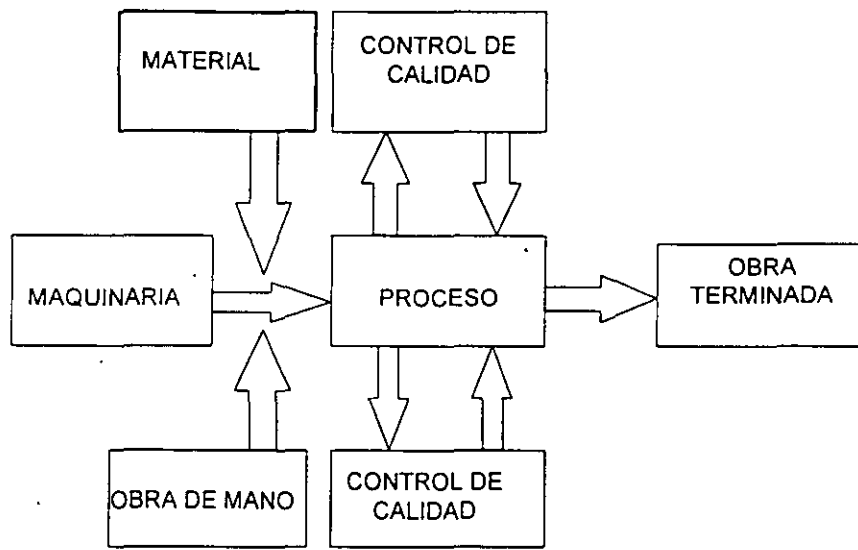 MATERIAL
CONTROL DE
CALIDAD
MAQUINARIA
PROCESO
OBRA
TERMINADA
OBRA DE MANO
CONTROL DE
CALIDAD